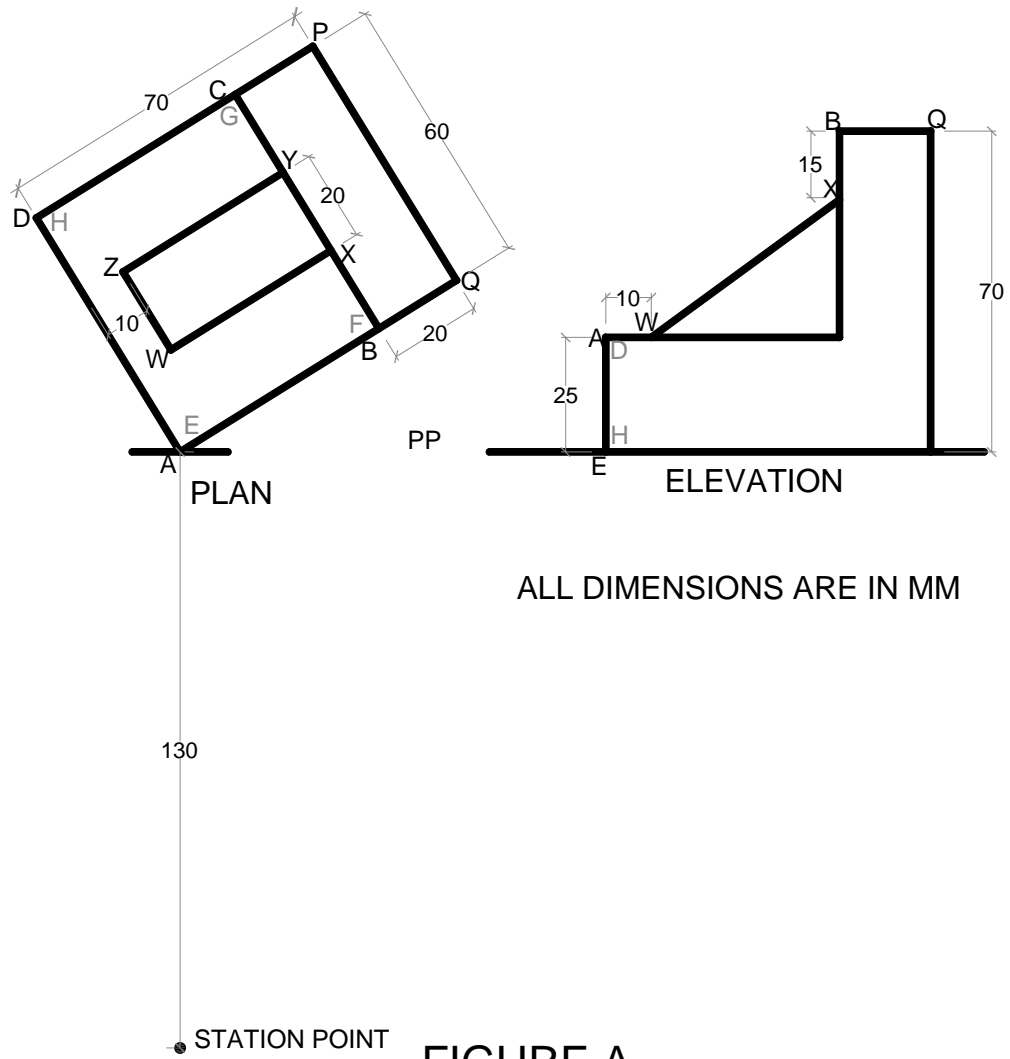 P
C
G
70
60
Y
20
D
H
Z
X
Q
10
F
20
W
B
E
A
PP
PLAN
B
Q
15
X
70
10
W
A
D
25
H
E
ELEVATION
ALL DIMENSIONS ARE IN MM
130
STATION POINT
FIGURE A